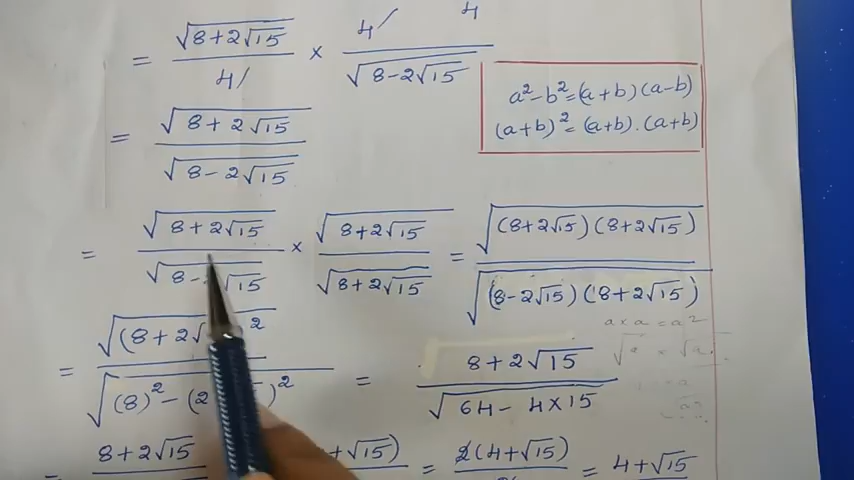 = √(8+2√15) / 4 × 4 / √(8-2√15) 4
a²-b²=(a+b)(a-b)
(a+b)²=(a+b).(a+b)
= √(8+2√15) / √(8-2√15)
= √(8+2√15) / √(8- √15) × √(8+2√15) / √(8+2√15) = √((8+2√15)(8+2√15)) / √((8-2√15)(8+2√15))
a×a=a²
√a × √a
= √((8+2√ )²) / √((8)²-(2 )²) = 8+2√15 / √(64-4×15)
= 8+2√15 +√15) = 2(4+√15) = 4+√15